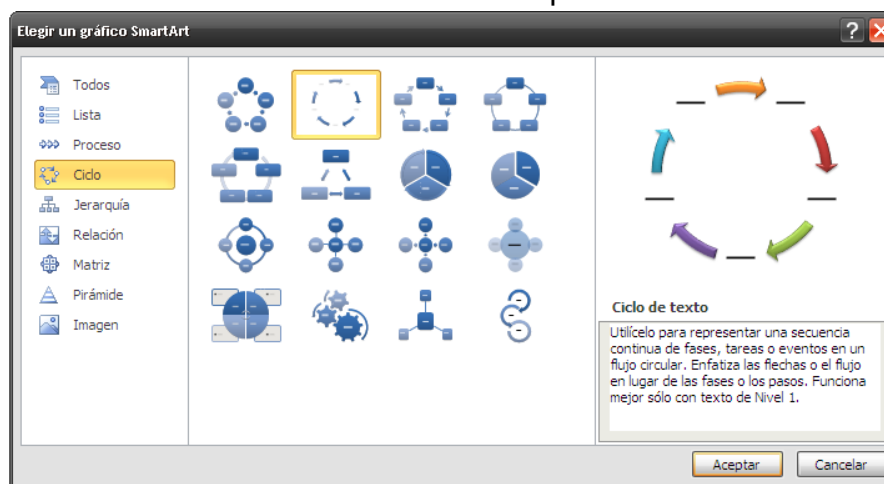 Elegir un gráfico SmartArt
Todos
Lista
Proceso
Ciclo
Jerarquía
Relación
Matriz
Pirámide
Imagen
Ciclo de texto
Utilícelo para representar una secuencia
continua de fases, tareas o eventos en un
flujo circular. Enfatiza las flechas o el flujo
en lugar de las fases o los pasos. Funciona
mejor sólo con texto de Nivel 1.
Aceptar
Cancelar